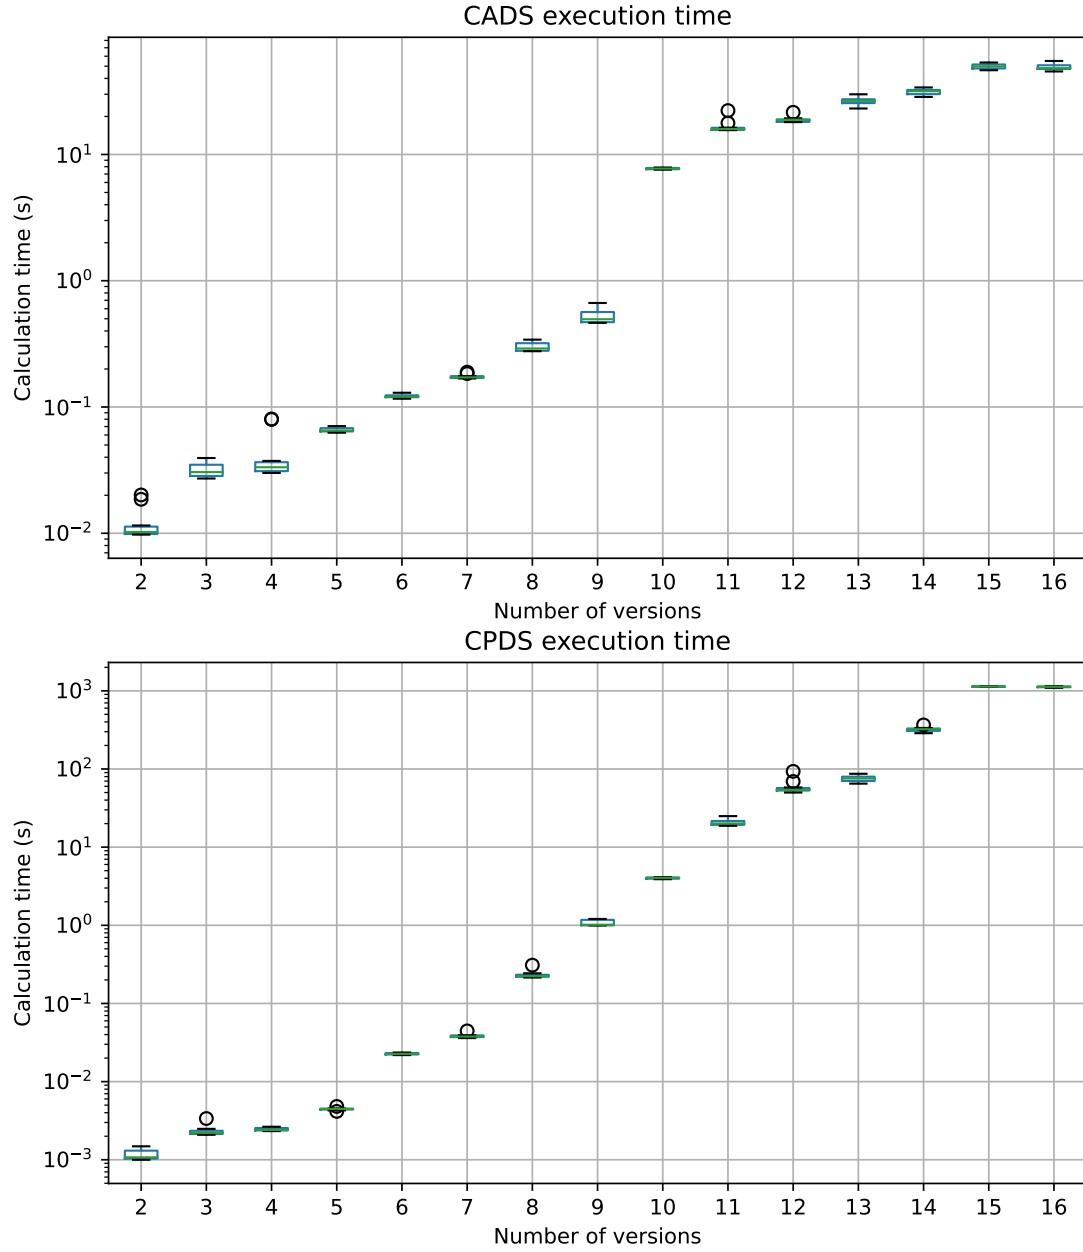 CADS execution time
Calculation time (s)
10^1
10^0
10^-1
10^-2
2 3 4 5 6 7 8 9 10 11 12 13 14 15 16
Number of versions
CPDS execution time
Calculation time (s)
10^3
10^2
10^1
10^0
10^-1
10^-2
10^-3
2 3 4 5 6 7 8 9 10 11 12 13 14 15 16
Number of versions